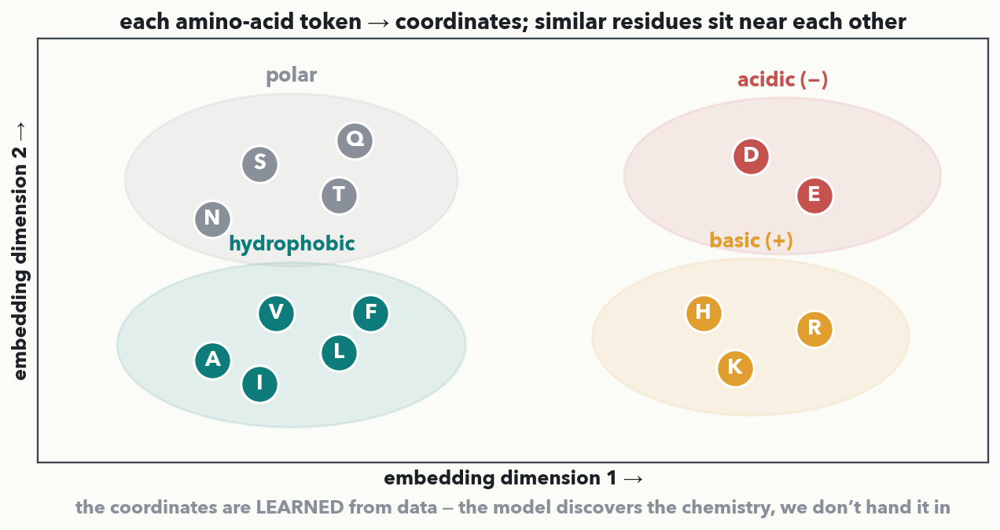 each amino-acid token → coordinates; similar residues sit near each other
polar
acidic (−)
Q
S
D
T
E
N
hydrophobic
basic (+)
V
F
H
R
L
A
K
I
embedding dimension 2 →
embedding dimension 1 →
the coordinates are LEARNED from data – the model discovers the chemistry, we don’t hand it in